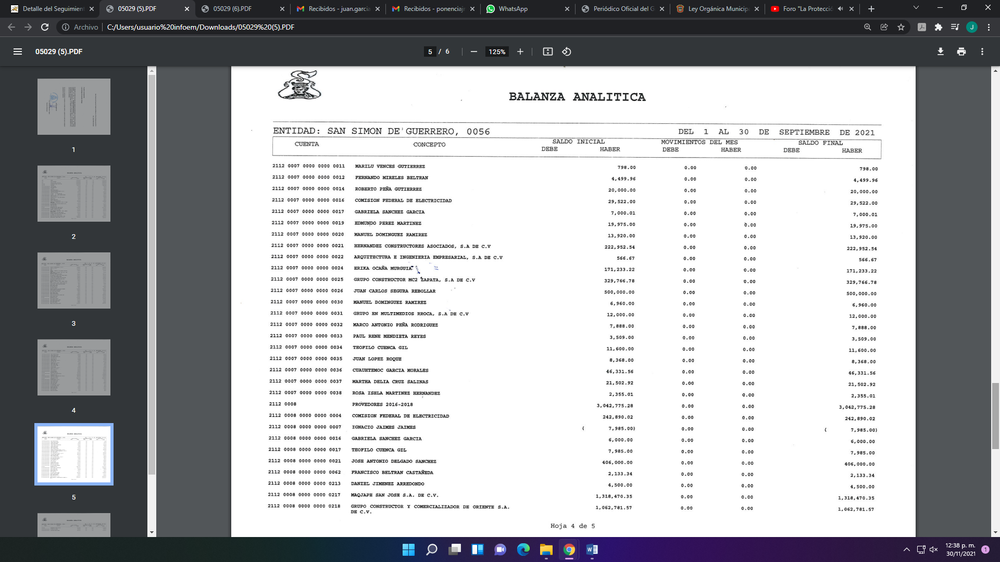 Detalle del Seguimient
05029 (5).PDF
05029 (6).PDF
Recibidos - juan.garcia
Recibidos - ponenciajr
WhatsApp
Periódico Oficial del G
Ley Orgánica Municipa
Foro "La Protecció
Archivo C:/Users/usuario%20infoem/Downloads/05029%20(5).PDF
J
05029 (5).PDF
5 / 6
125%
1
2
3
4
5
BALANZA ANALITICA
ENTIDAD: SAN SIMON DE GUERRERO, 0056 DEL 1 AL 30 DE SEPTIEMBRE DE 2021
CUENTA CONCEPTO SALDO INICIAL MOVIMIENTOS DEL MES SALDO FINAL
DEBE HABER DEBE HABER DEBE HABER
2112 0007 0000 0000 0011 MARILU VENCES GUTIERREZ 798.00 0.00 0.00 798.00
2112 0007 0000 0000 0012 FERNANDO MIRELES BELTRAN 4,499.96 0.00 0.00 4,499.96
2112 0007 0000 0000 0014 ROBERTO PEÑA GUTIERREZ 20,000.00 0.00 0.00 20,000.00
2112 0007 0000 0000 0016 COMISION FEDERAL DE ELECTRICIDAD 29,522.00 0.00 0.00 29,522.00
2112 0007 0000 0000 0017 GABRIELA SANCHEZ GARCIA 7,000.01 0.00 0.00 7,000.01
2112 0007 0000 0000 0019 EDMUNDO PEREZ MARTINEZ 19,975.00 0.00 0.00 19,975.00
2112 0007 0000 0000 0020 MANUEL DOMINGUEZ RAMIREZ 13,920.00 0.00 0.00 13,920.00
2112 0007 0000 0000 0021 HERNANDEZ CONSTRUCTORES ASOCIADOS, S.A DE C.V 222,952.54 0.00 0.00 222,952.54
2112 0007 0000 0000 0022 ARQUITECTURA E INGENIERIA EMPRESARIAL, S.A DE C.V 566.67 0.00 0.00 566.67
2112 0007 0000 0000 0024 ERIKA OCAÑA MURGUIA 171,233.22 0.00 0.00 171,233.22
2112 0007 0000 0000 0025 GRUPO CONSTRUCTOR MC2 ZAPATA, S.A DE C.V 329,766.78 0.00 0.00 329,766.78
2112 0007 0000 0000 0026 JUAN CARLOS SEGURA REBOLLAR 500,000.00 0.00 0.00 500,000.00
2112 0007 0000 0000 0030 MANUEL DOMINGUEZ RAMIREZ 6,960.00 0.00 0.00 6,960.00
2112 0007 0000 0000 0031 GRUPO EN MULTIMEDIOS RROCA, S.A DE C.V 12,000.00 0.00 0.00 12,000.00
2112 0007 0000 0000 0032 MARCO ANTONIO PEÑA RODRIGUEZ 7,888.00 0.00 0.00 7,888.00
2112 0007 0000 0000 0033 PAUL RENE MENDIETA REYES 3,509.00 0.00 0.00 3,509.00
2112 0007 0000 0000 0034 TEOFILO CUENCA GIL 11,600.00 0.00 0.00 11,600.00
2112 0007 0000 0000 0035 JUAN LOPEZ ROQUE 8,368.00 0.00 0.00 8,368.00
2112 0007 0000 0000 0036 CUAUHTEMOC GARCIA MORALES 46,331.56 0.00 0.00 46,331.56
2112 0007 0000 0000 0037 MARTHA DELIA CRUZ SALINAS 21,502.92 0.00 0.00 21,502.92
2112 0007 0000 0000 0038 ROSA ISELA MARTINEZ HERNANDEZ 2,355.01 0.00 0.00 2,355.01
2112 0008 PROVEDORES 2016-2018 3,042,775.28 0.00 0.00 3,042,775.28
2112 0008 0000 0000 0004 COMISION FEDERAL DE ELECTRICIDAD 242,890.02 0.00 0.00 242,890.02
2112 0008 0000 0000 0007 IGNACIO JAIMES JAIMES ( 7,985.00) 0.00 0.00 ( 7,985.00)
2112 0008 0000 0000 0016 GABRIELA SANCHEZ GARCIA 6,000.00 0.00 0.00 6,000.00
2112 0008 0000 0000 0017 TEOFILO CUENCA GIL 7,985.00 0.00 0.00 7,985.00
2112 0008 0000 0000 0021 JOSE ANTONIO DELGADO SANCHEZ 406,000.00 0.00 0.00 406,000.00
2112 0008 0000 0000 0062 FRANCISCO BELTRAN CASTAÑEDA 2,133.34 0.00 0.00 2,133.34
2112 0008 0000 0000 0213 DANIEL JIMENEZ ARREDONDO 4,500.00 0.00 0.00 4,500.00
2112 0008 0000 0000 0217 MAQJAPE SAN JOSE S.A. DE C.V. 1,318,470.35 0.00 0.00 1,318,470.35
2112 0008 0000 0000 0218 GRUPO CONSTRUCTOR Y COMERCIALIZADOR DE ORIENTE S.A. DE C.V. 1,062,781.57 0.00 0.00 1,062,781.57
Hoja 4 de 5
12:38 p. m.
30/11/2021
1